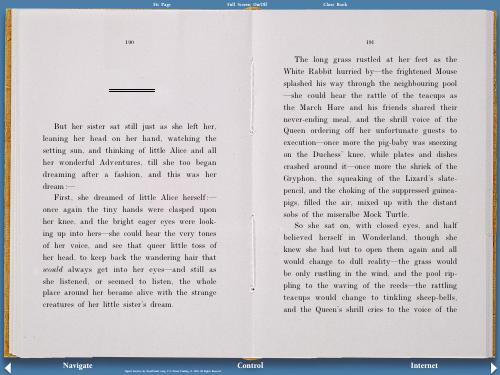 Fit Page
Full Screen On/Off
Close Book
190
But her sister sat still just as she left her,
leaning her head on her hand, watching the
setting sun, and thinking of little Alice and all
her wonderful Adventures, till she too began
dreaming after a fashion, and this was her
dream:—
First, she dreamed of little Alice herself:—
once again the tiny hands were clasped upon
her knee, and the bright eager eyes were look-
ing up into hers—she could hear the very tones
of her voice, and see that queer little toss of
her head, to keep back the wandering hair that
would always get into her eyes—and still as
she listened, or seemed to listen, the whole
place around her became alive with the strange
creatures of her little sister's dream.
191
The long grass rustled at her feet as the
White Rabbit hurried by—the frightened Mouse
splashed his way through the neighbouring pool
—she could hear the rattle of the teacups as
the March Hare and his friends shared their
never-ending meal, and the shrill voice of the
Queen ordering off her unfortunate guests to
execution—once more the pig-baby was sneezing
on the Duchess' knee, while plates and dishes
crashed around it—once more the shriek of the
Gryphon, the squeaking of the Lizard's slate-
pencil, and the choking of the suppressed guinea-
pigs, filled the air, mixed up with the distant
sobs of the miseralbe Mock Turtle.
So she sat on, with closed eyes, and half
believed herself in Wonderland, though she
knew she had but to open them again and all
would change to dull reality—the grass would
be only rustling in the wind, and the pool rip-
pling to the waving of the reeds—the rattling
teacups would change to tinkling sheep-bells,
and the Queen's shrill cries to the voice of the
Navigate
Control
Internet